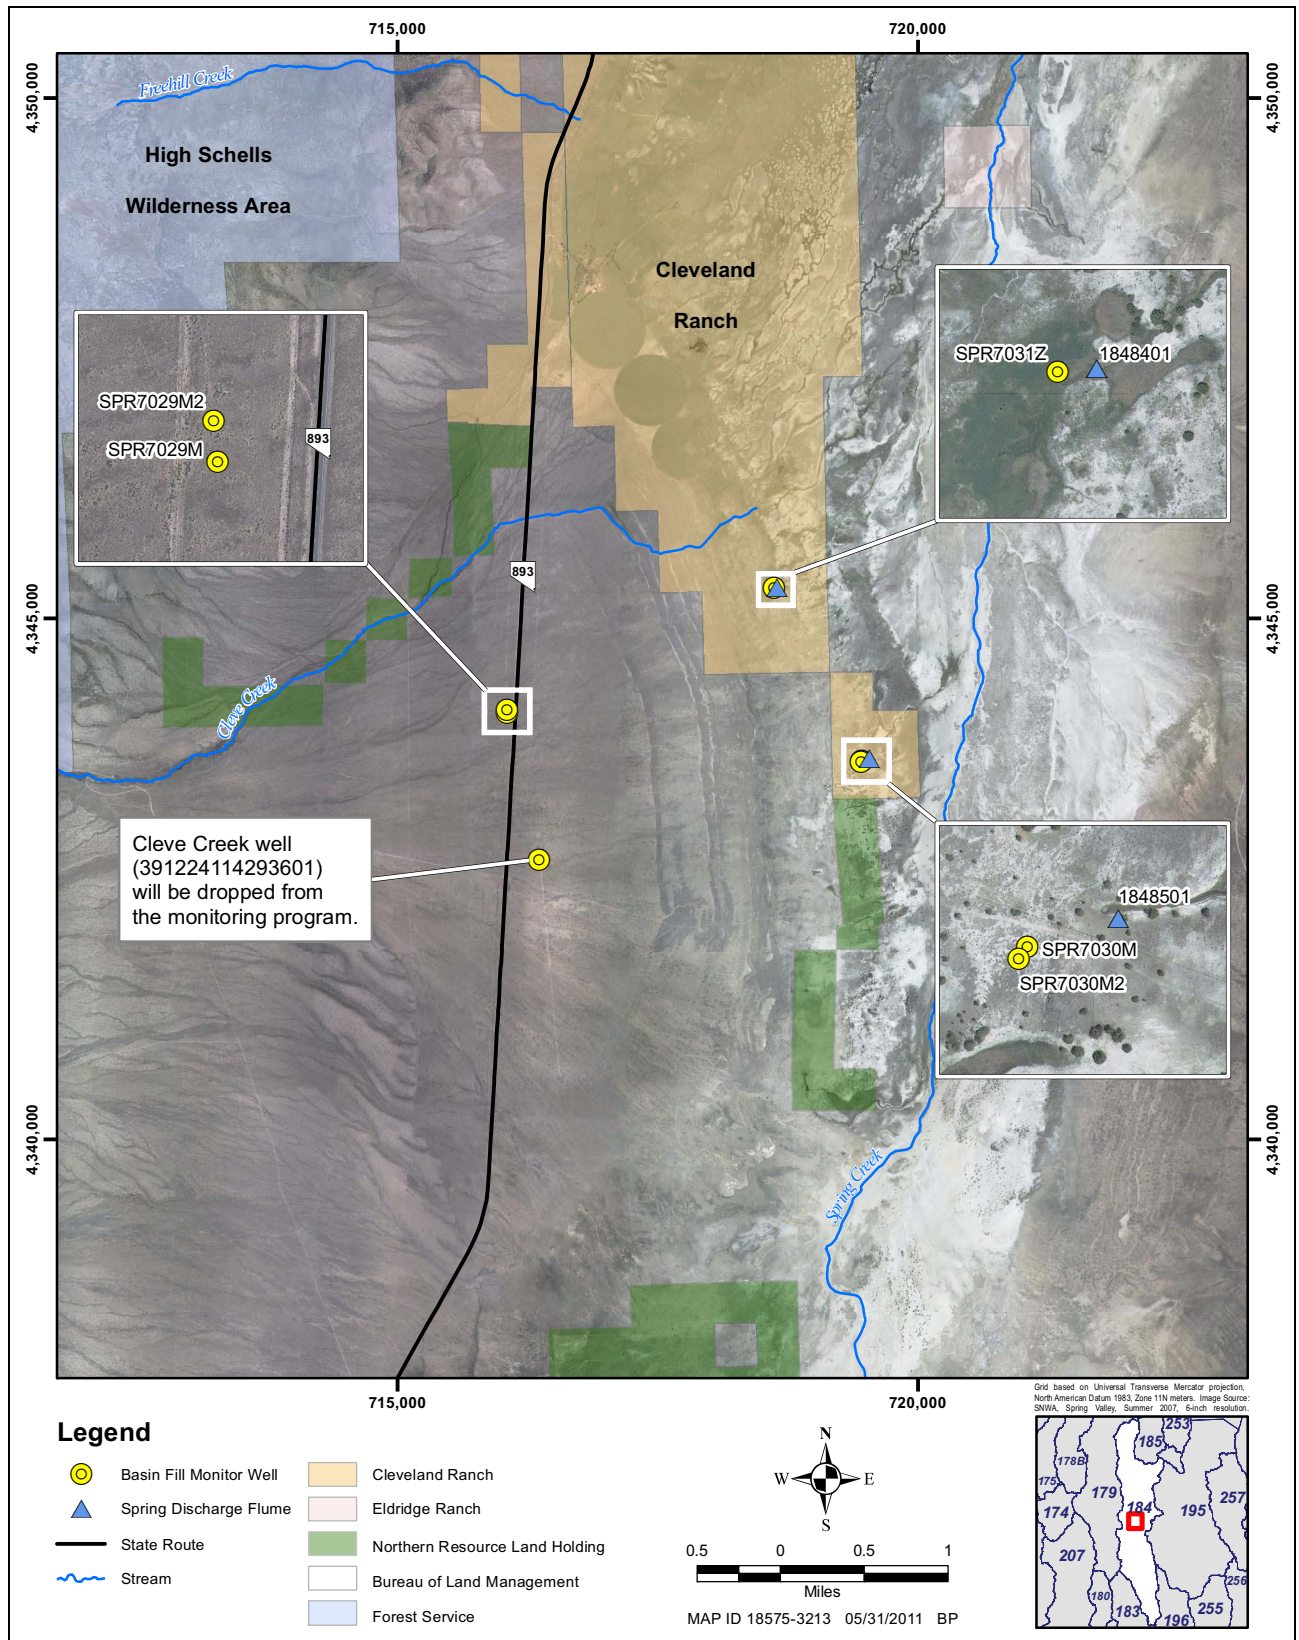 715,000
720,000
4,350,000
4,350,000
Freehill Creek
High Schells
Wilderness Area
Cleveland
Ranch
SPR7031Z
1848401
SPR7029M2
SPR7029M
893
893
4,345,000
4,345,000
Cleve Creek
Cleve Creek well
(391224114293601)
will be dropped from
the monitoring program.
1848501
SPR7030M
SPR7030M2
4,340,000
4,340,000
Spring Creek
715,000
720,000
Grid based on Universal Transverse Mercator projection,
North American Datum 1983, Zone 11N meters. Image Source:
SNWA, Spring Valley, Summer 2007, 6-inch resolution.
Legend
Basin Fill Monitor Well
Spring Discharge Flume
State Route
Stream
Cleveland Ranch
Eldridge Ranch
Northern Resource Land Holding
Bureau of Land Management
Forest Service
N
W
E
S
0.5 0 0.5 1
Miles
MAP ID 18575-3213 05/31/2011 BP
253
185
178B
175
179
184
195
257
174
207
180
183
196
255
256